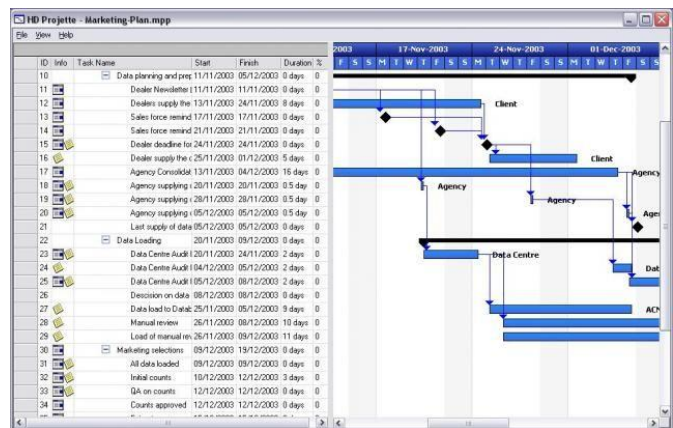 HD Projette - Marketing-Plan.mpp
File View Help
2003 17-Nov-2003 24-Nov-2003 01-Dec-2003
ID Info Task Name Start Finish Duration %
F S S M T W T F S S M T W T F S S M T W T F S S
10 Data planning and prep 11/11/2003 05/12/2003 0 days 0
11 Dealer Newsletter ( 11/11/2003 11/11/2003 0 days 0
12 Dealers supply the 13/11/2003 24/11/2003 8 days 0 Client
13 Sales force remind 17/11/2003 17/11/2003 0 days 0
14 Sales force remind 21/11/2003 21/11/2003 0 days 0
15 Dealer deadline for 24/11/2003 24/11/2003 0 days 0
16 Dealer supply the c 25/11/2003 01/12/2003 5 days 0 Client
17 Agency Consolidat 13/11/2003 04/12/2003 16 days 0 Agency
18 Agency supplying c 20/11/2003 20/11/2003 0.5 day 0 Agency
19 Agency supplying c 28/11/2003 28/11/2003 0.5 day 0 Agency
20 Agency supplying c 05/12/2003 05/12/2003 0.5 day 0 Age
21 Last supply of data 05/12/2003 05/12/2003 0 days 0
22 Data Loading 20/11/2003 09/12/2003 0 days 0
23 Data Centre Audit 20/11/2003 24/11/2003 2 days 0 Data Centre
24 Data Centre Audit 04/12/2003 05/12/2003 2 days 0 Dat
25 Data Centre Audit 05/12/2003 08/12/2003 2 days 0
26 Descision on data 08/12/2003 08/12/2003 0 days 0
27 Data load to Datab 25/11/2003 05/12/2003 9 days 0 ACN
28 Manual review 26/11/2003 08/12/2003 10 days 0
29 Load of manual rev 26/11/2003 09/12/2003 11 days 0
30 Marketing selections 09/12/2003 19/12/2003 0 days 0
31 All data loaded 09/12/2003 09/12/2003 0 days 0
32 Initial counts 10/12/2003 12/12/2003 3 days 0
33 QA on counts 12/12/2003 12/12/2003 0 days 0
34 Counts approved 12/12/2003 12/12/2003 0 days 0